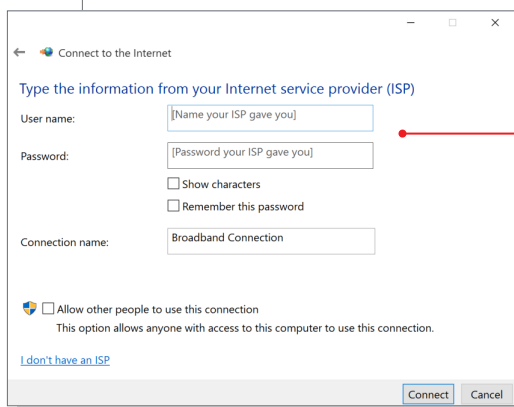 Connect to the Internet
Type the information from your Internet service provider (ISP)
User name:
[Name your ISP gave you]
Password:
[Password your ISP gave you]
Show characters
Remember this password
Connection name:
Broadband Connection
Allow other people to use this connection
This option allows anyone with access to this computer to use this connection.
I don't have an ISP
Connect
Cancel